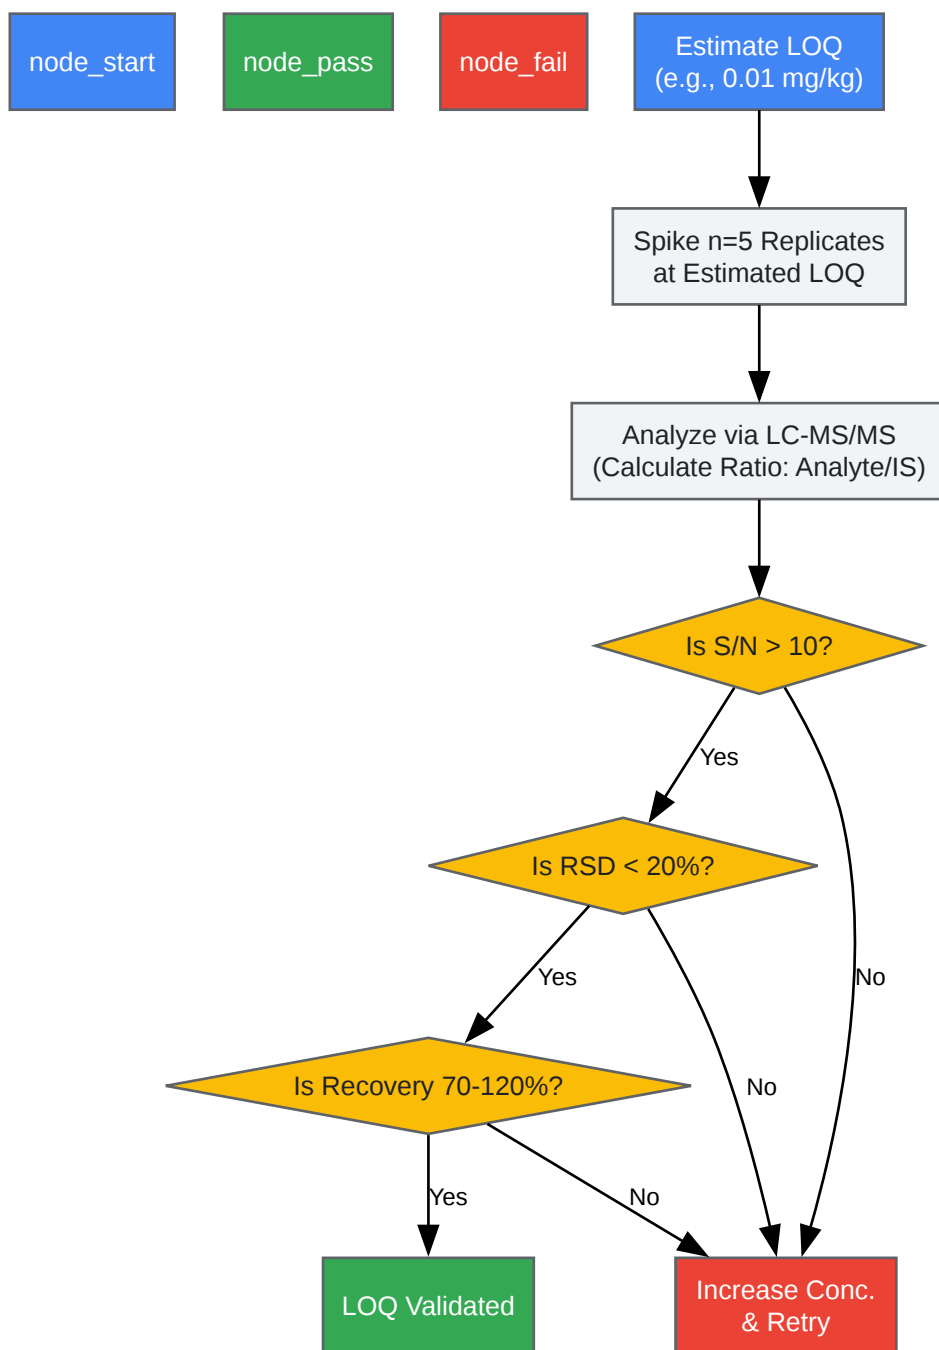 node_start
node_pass
node_fail
Estimate LOQ
(e.g., 0.01 mg/kg)
Spike n=5 Replicates
at Estimated LOQ
Analyze via LC-MS/MS
(Calculate Ratio: Analyte/IS)
Is S/N > 10?
Yes
Is RSD < 20%?
Yes
No
Is Recovery 70-120%?
No
Yes
No
LOQ Validated
Increase Conc.
& Retry